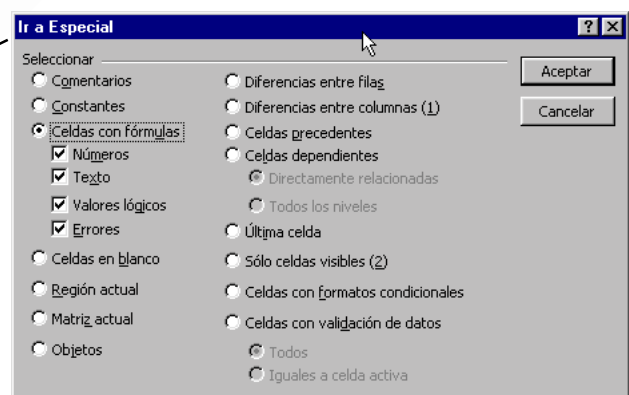 Ir a Especial
Seleccionar
Comentarios
Constantes
Celdas con fórmulas
Números
Texto
Valores lógicos
Errores
Celdas en blanco
Región actual
Matriz actual
Objetos
Diferencias entre filas
Diferencias entre columnas (1)
Celdas precedentes
Celdas dependientes
Directamente relacionadas
Todos los niveles
Última celda
Sólo celdas visibles (2)
Celdas con formatos condicionales
Celdas con validación de datos
Todos
Iguales a celda activa
Aceptar
Cancelar